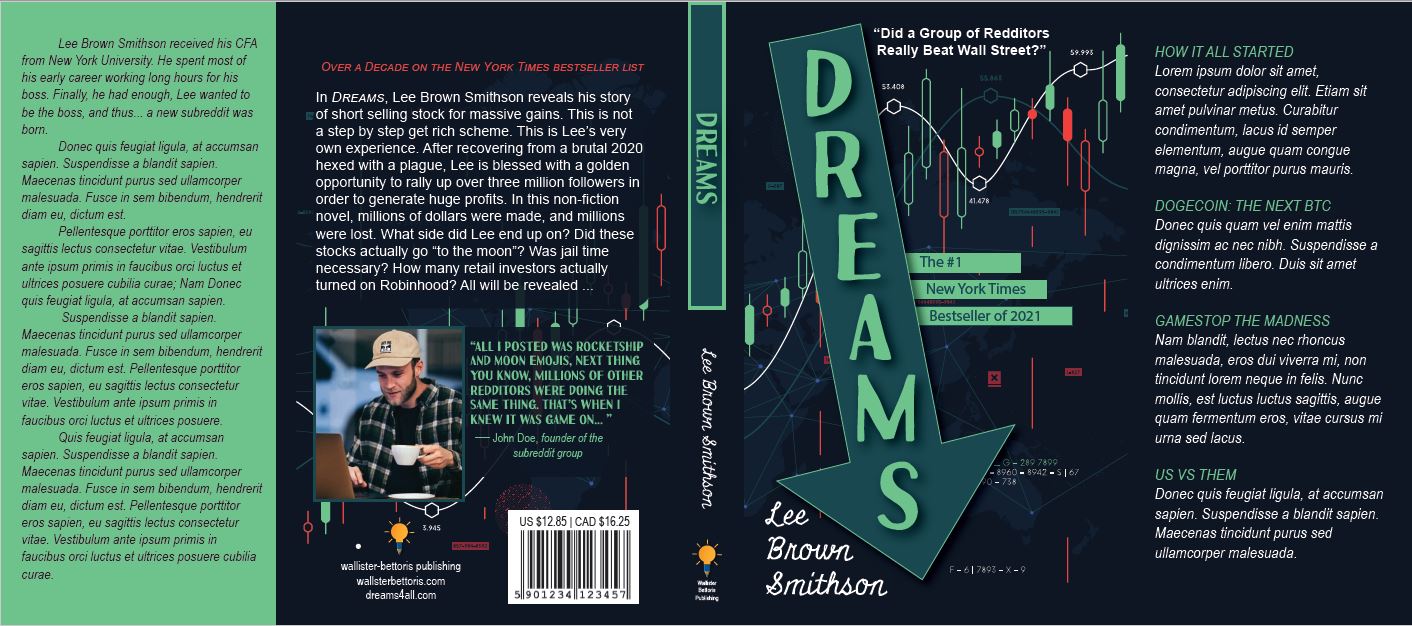 Lee Brown Smithson received his CFA
from New York University. He spent most of
his early career working long hours for his
boss. Finally, he had enough, Lee wanted to
be the boss, and thus... a new subreddit was
born.
Donec quis feugiat ligula, at accumsan
sapien. Suspendisse a blandit sapien.
Maecenas tincidunt purus sed ullamcorper
malesuada. Fusce in sem bibendum, hendrerit
diam eu, dictum est.
Pellentesque porttitor eros sapien, eu
sagittis lectus consectetur vitae. Vestibulum
ante ipsum primis in faucibus orci luctus et
ultrices posuere cubilia curae; Nam Donec
quis feugiat ligula, at accumsan sapien.
Suspendisse a blandit sapien.
Maecenas tincidunt purus sed ullamcorper
malesuada. Fusce in sem bibendum, hendrerit
diam eu, dictum est. Pellentesque porttitor
eros sapien, eu sagittis lectus consectetur
vitae. Vestibulum ante ipsum primis in
faucibus orci luctus et ultrices posuere.
Quis feugiat ligula, at accumsan
sapien. Suspendisse a blandit sapien.
Maecenas tincidunt purus sed ullamcorper
malesuada. Fusce in sem bibendum, hendrerit
diam eu, dictum est. Pellentesque porttitor
eros sapien, eu sagittis lectus consectetur
vitae. Vestibulum ante ipsum primis in
faucibus orci luctus et ultrices posuere cubilia
curae.
OVER A DECADE ON THE NEW YORK TIMES BESTSELLER LIST
In DREAMS, Lee Brown Smithson reveals his story
of short selling stock for massive gains. This is not
a step by step get rich scheme. This is Lee's very
own experience. After recovering from a brutal 2020
hexed with a plague, Lee is blessed with a golden
opportunity to rally up over three million followers in
order to generate huge profits. In this non-fiction
novel, millions of dollars were made, and millions
were lost. What side did Lee end up on? Did these
stocks actually go “to the moon”? Was jail time
necessary? How many retail investors actually
turned on Robinhood? All will be revealed ...
“ALL I POSTED WAS ROCKETSHIP
AND MOON EMOJIS. NEXT THING
YOU KNOW, MILLIONS OF OTHER
REDDITORS WERE DOING THE
SAME THING. THAT'S WHEN I
KNEW IT WAS GAME ON... ”
— John Doe, founder of the
subreddit group
3.945
wallister-bettoris publishing
wallsterbettoris.com
dreams4all.com
US $12.85 | CAD $16.25
5 901234 123457
DREAMS
Lee Brown Smithson
Wallister
Bettoris
Publishing
“Did a Group of Redditors
Really Beat Wall Street?”
53.408
55.863
59.993
41.478
DREAMS
The #1
New York Times
Bestseller of 2021
G - 289 7899
- 8960 - 8942 - S | 67
90 - 738
F - 6 | 7893 - X - 9
Lee
Brown
Smithson
HOW IT ALL STARTED
Lorem ipsum dolor sit amet,
consectetur adipiscing elit. Etiam sit
amet pulvinar metus. Curabitur
condimentum, lacus id semper
elementum, augue quam congue
magna, vel porttitor purus mauris.
DOGECOIN: THE NEXT BTC
Donec quis quam vel enim mattis
dignissim ac nec nibh. Suspendisse a
condimentum libero. Duis sit amet
ultrices enim.
GAMESTOP THE MADNESS
Nam blandit, lectus nec rhoncus
malesuada, eros dui viverra mi, non
tincidunt lorem neque in felis. Nunc
mollis, est luctus luctus sagittis, augue
quam fermentum eros, vitae cursus mi
urna sed lacus.
US VS THEM
Donec quis feugiat ligula, at accumsan
sapien. Suspendisse a blandit sapien.
Maecenas tincidunt purus sed
ullamcorper malesuada.